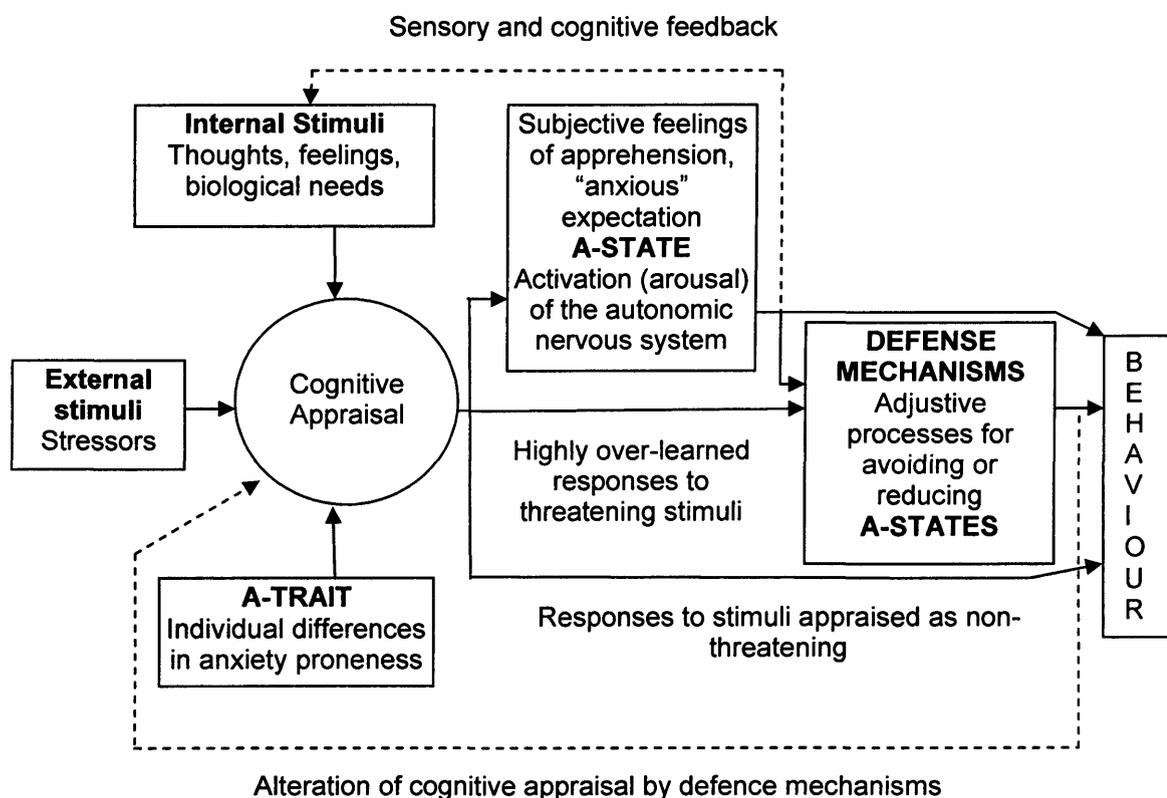 Sensory and cognitive feedback
Internal Stimuli
Thoughts, feelings,
biological needs
Subjective feelings
of apprehension,
“anxious”
expectation
A-STATE
Activation (arousal)
of the autonomic
nervous system
External
stimuli
Stressors
Cognitive
Appraisal
DEFENSE
MECHANISMS
Adjustive
processes for
avoiding or
reducing
A-STATES
BEHAVIOUR
Highly over-learned
responses to
threatening stimuli
A-TRAIT
Individual differences
in anxiety proneness
Responses to stimuli appraised as non-
threatening
Alteration of cognitive appraisal by defence mechanisms